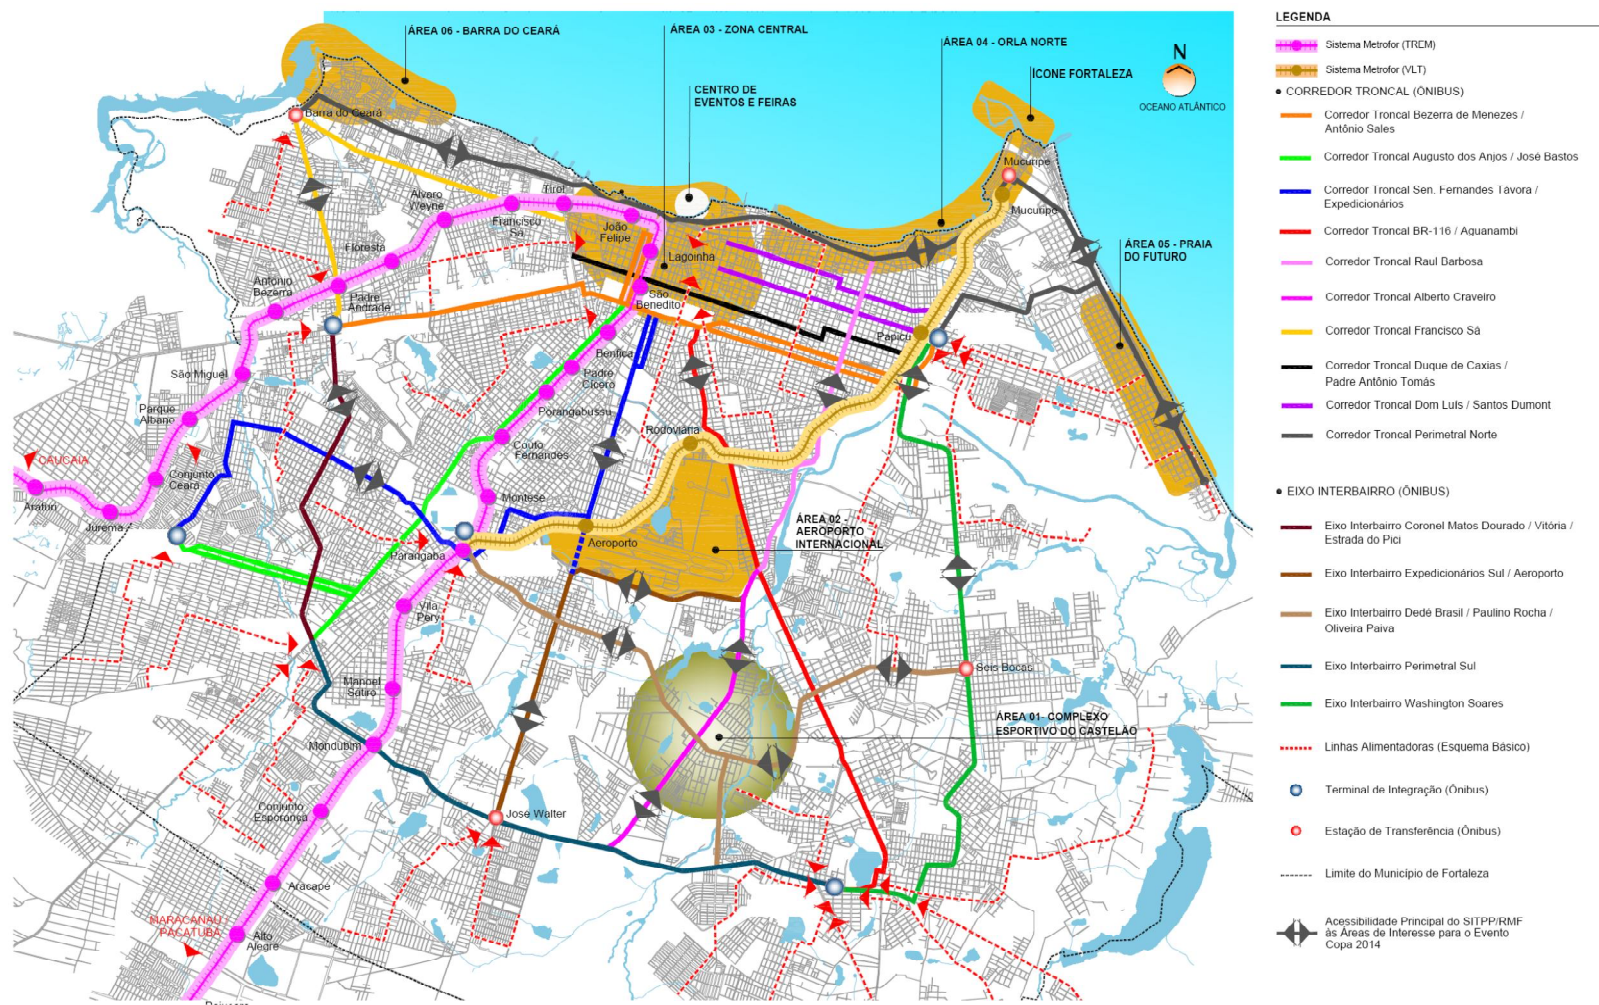 ÁREA 06 - BARRA DO CEARÁ
ÁREA 03 - ZONA CENTRAL
ÁREA 04 - ORLA NORTE
N
OCEANO ATLÂNTICO
ÍCONE FORTALEZA
CENTRO DE
EVENTOS E FEIRAS
Barra do Ceará
Mucuripe
Mucuripe
Álvaro
Weyne
Tirol
Francisco
Sá
João
Felipe
Lagoinha
Floresta
ÁREA 05 - PRAIA
DO FUTURO
Antônio
Bezerra
Padre
Andrade
São
Benedito
Papicu
Benfica
São Miguel
Padre
Cícero
Porangabussu
Parque
Albano
Rodoviária
Couto
Fernandes
CAUCAIA
Conjunto
Ceará
Araturi
Jurema
Montese
ÁREA 02 -
AEROPORTO
INTERNACIONAL
Aeroporto
Parangaba
Vila
Pery
Seis Bocas
Manoel
Sátiro
ÁREA 01- COMPLEXO
ESPORTIVO DO CASTELÃO
Mondubim
Conjunto
Esperança
José Walter
Aracapé
MARACANAÚ /
PACATUBA
Alto
Alegre
LEGENDA
Sistema Metrofor (TREM)
Sistema Metrofor (VLT)
● CORREDOR TRONCAL (ÔNIBUS)
Corredor Troncal Bezerra de Menezes /
Antônio Sales
Corredor Troncal Augusto dos Anjos / José Bastos
Corredor Troncal Sen. Fernandes Távora /
Expedicionários
Corredor Troncal BR-116 / Aguanambi
Corredor Troncal Raul Barbosa
Corredor Troncal Alberto Craveiro
Corredor Troncal Francisco Sá
Corredor Troncal Duque de Caxias /
Padre Antônio Tomás
Corredor Troncal Dom Luís / Santos Dumont
Corredor Troncal Perimetral Norte
● EIXO INTERBAIRRO (ÔNIBUS)
Eixo Interbairro Coronel Matos Dourado / Vitória /
Estrada do Pici
Eixo Interbairro Expedicionários Sul / Aeroporto
Eixo Interbairro Dedé Brasil / Paulino Rocha /
Oliveira Paiva
Eixo Interbairro Perimetral Sul
Eixo Interbairro Washington Soares
Linhas Alimentadoras (Esquema Básico)
Terminal de Integração (Ônibus)
Estação de Transferência (Ônibus)
Limite do Município de Fortaleza
Acessibilidade Principal do SITPP/RMF
às Áreas de Interesse para o Evento
Copa 2014